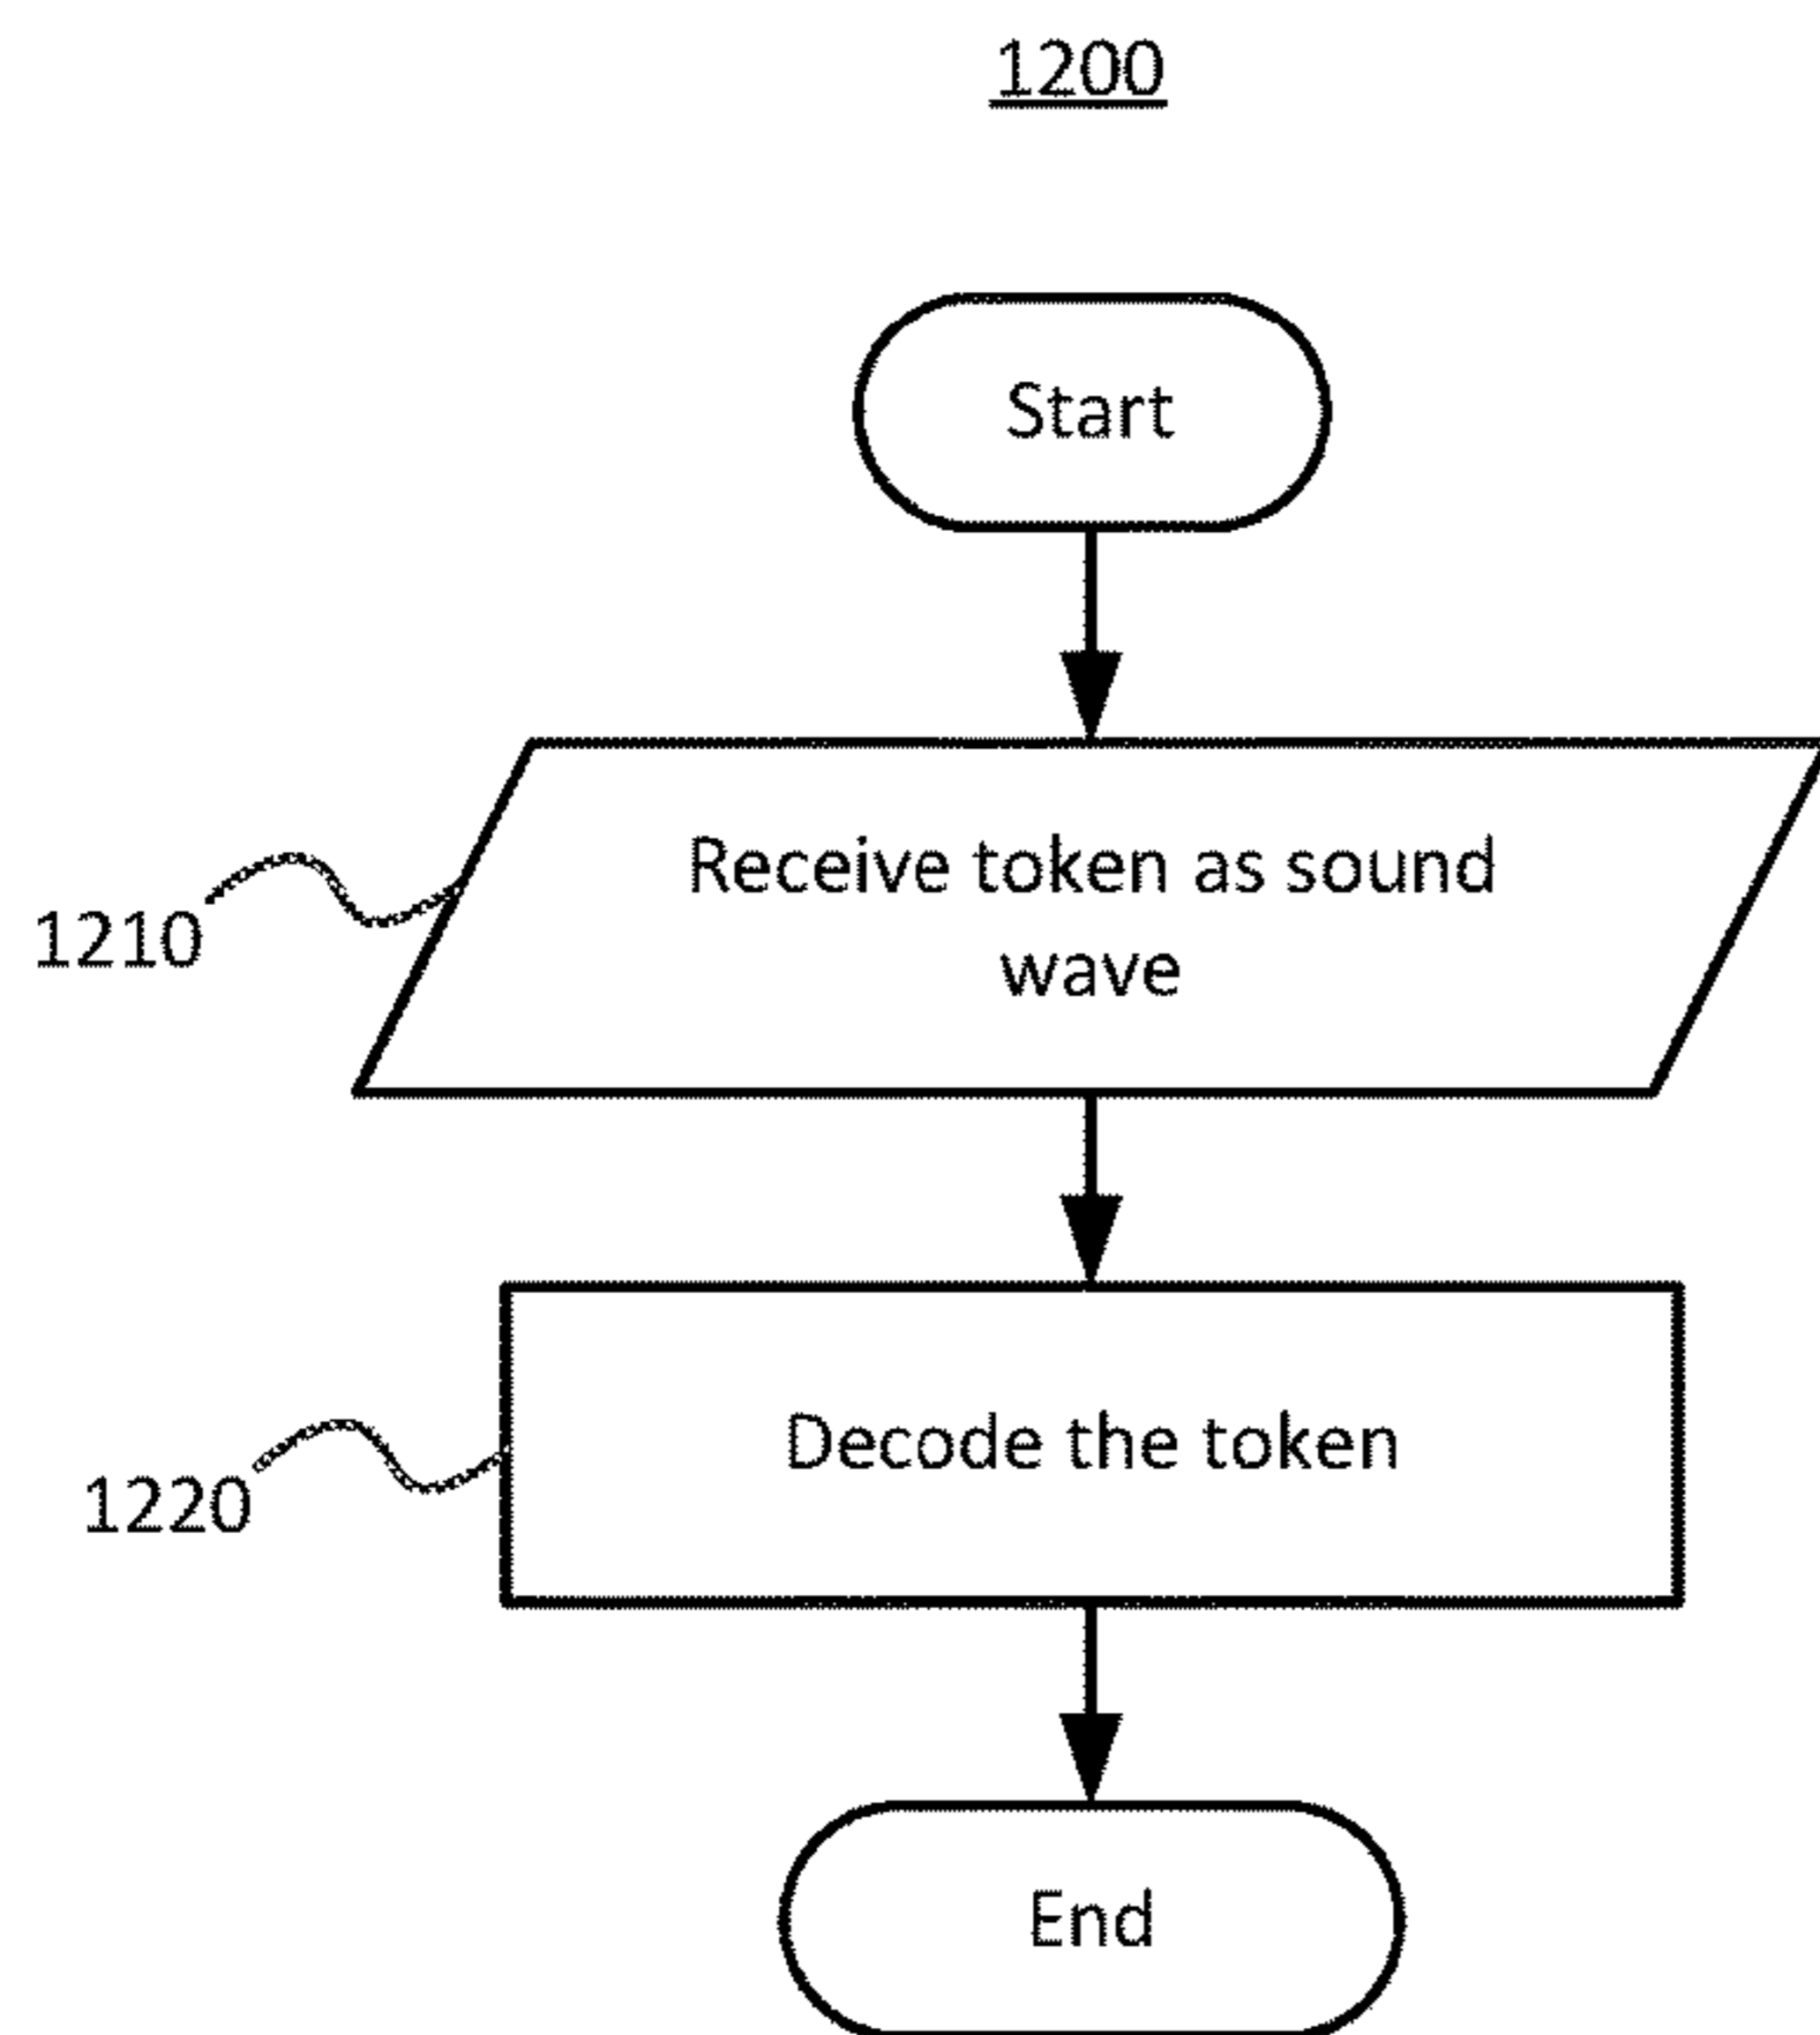 1200
Start
Receive token as sound
wave
1210
Decode the token
1220
End